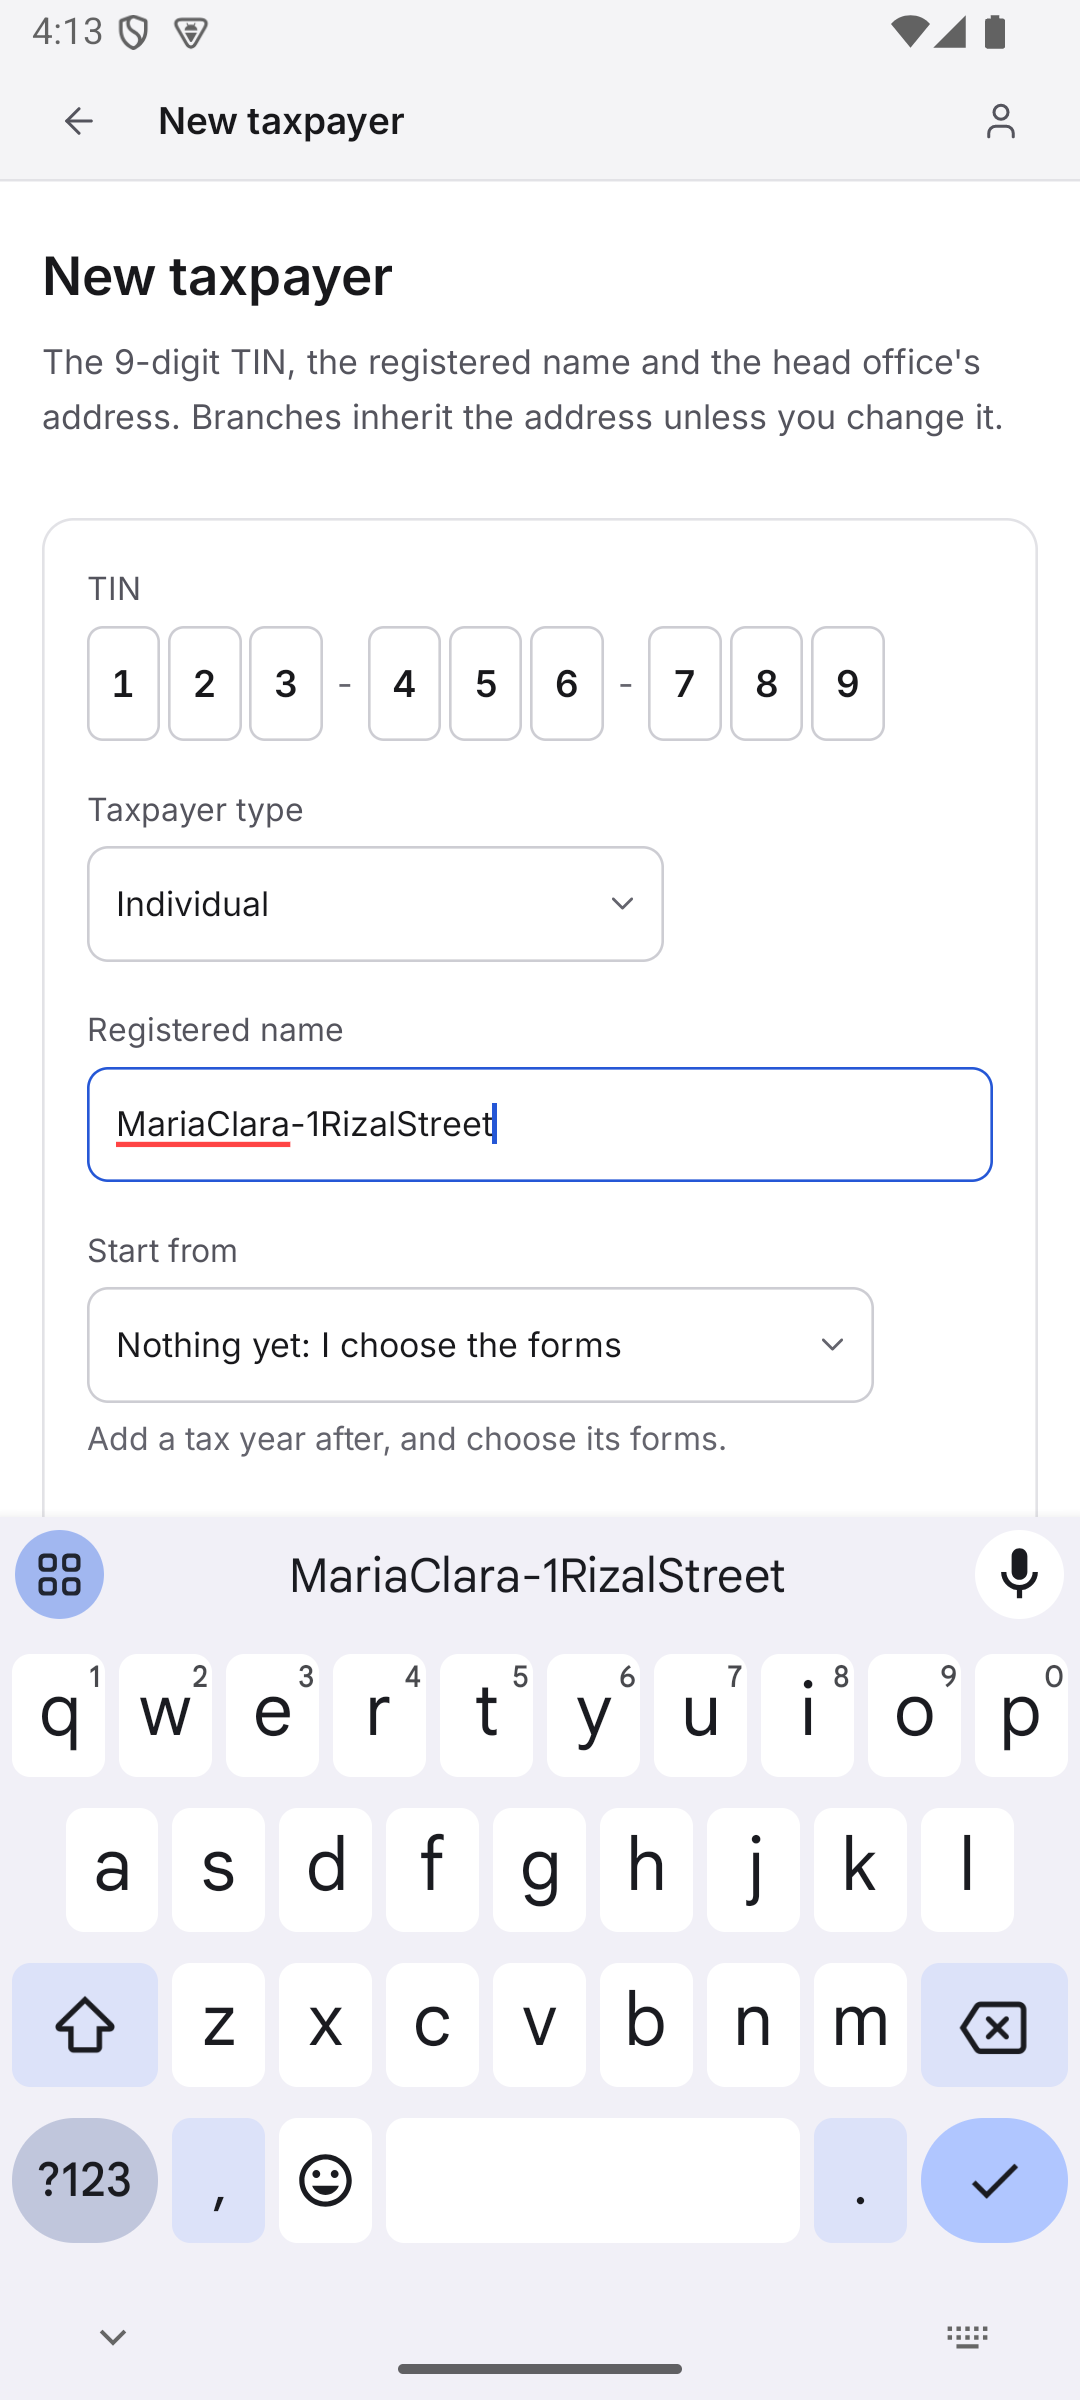 4:13
New taxpayer
New taxpayer
The 9-digit TIN, the registered name and the head office's
address. Branches inherit the address unless you change it.
TIN
1 2 3 - 4 5 6 - 7 8 9
Taxpayer type
Individual
Registered name
MariaClara-1RizalStreet
Start from
Nothing yet: I choose the forms
Add a tax year after, and choose its forms.
MariaClara-1RizalStreet
q1 w2 e3 r4 t5 y6 u7 i8 o9 p0
a s d f g h j k l
z x c v b n m
?123 , .